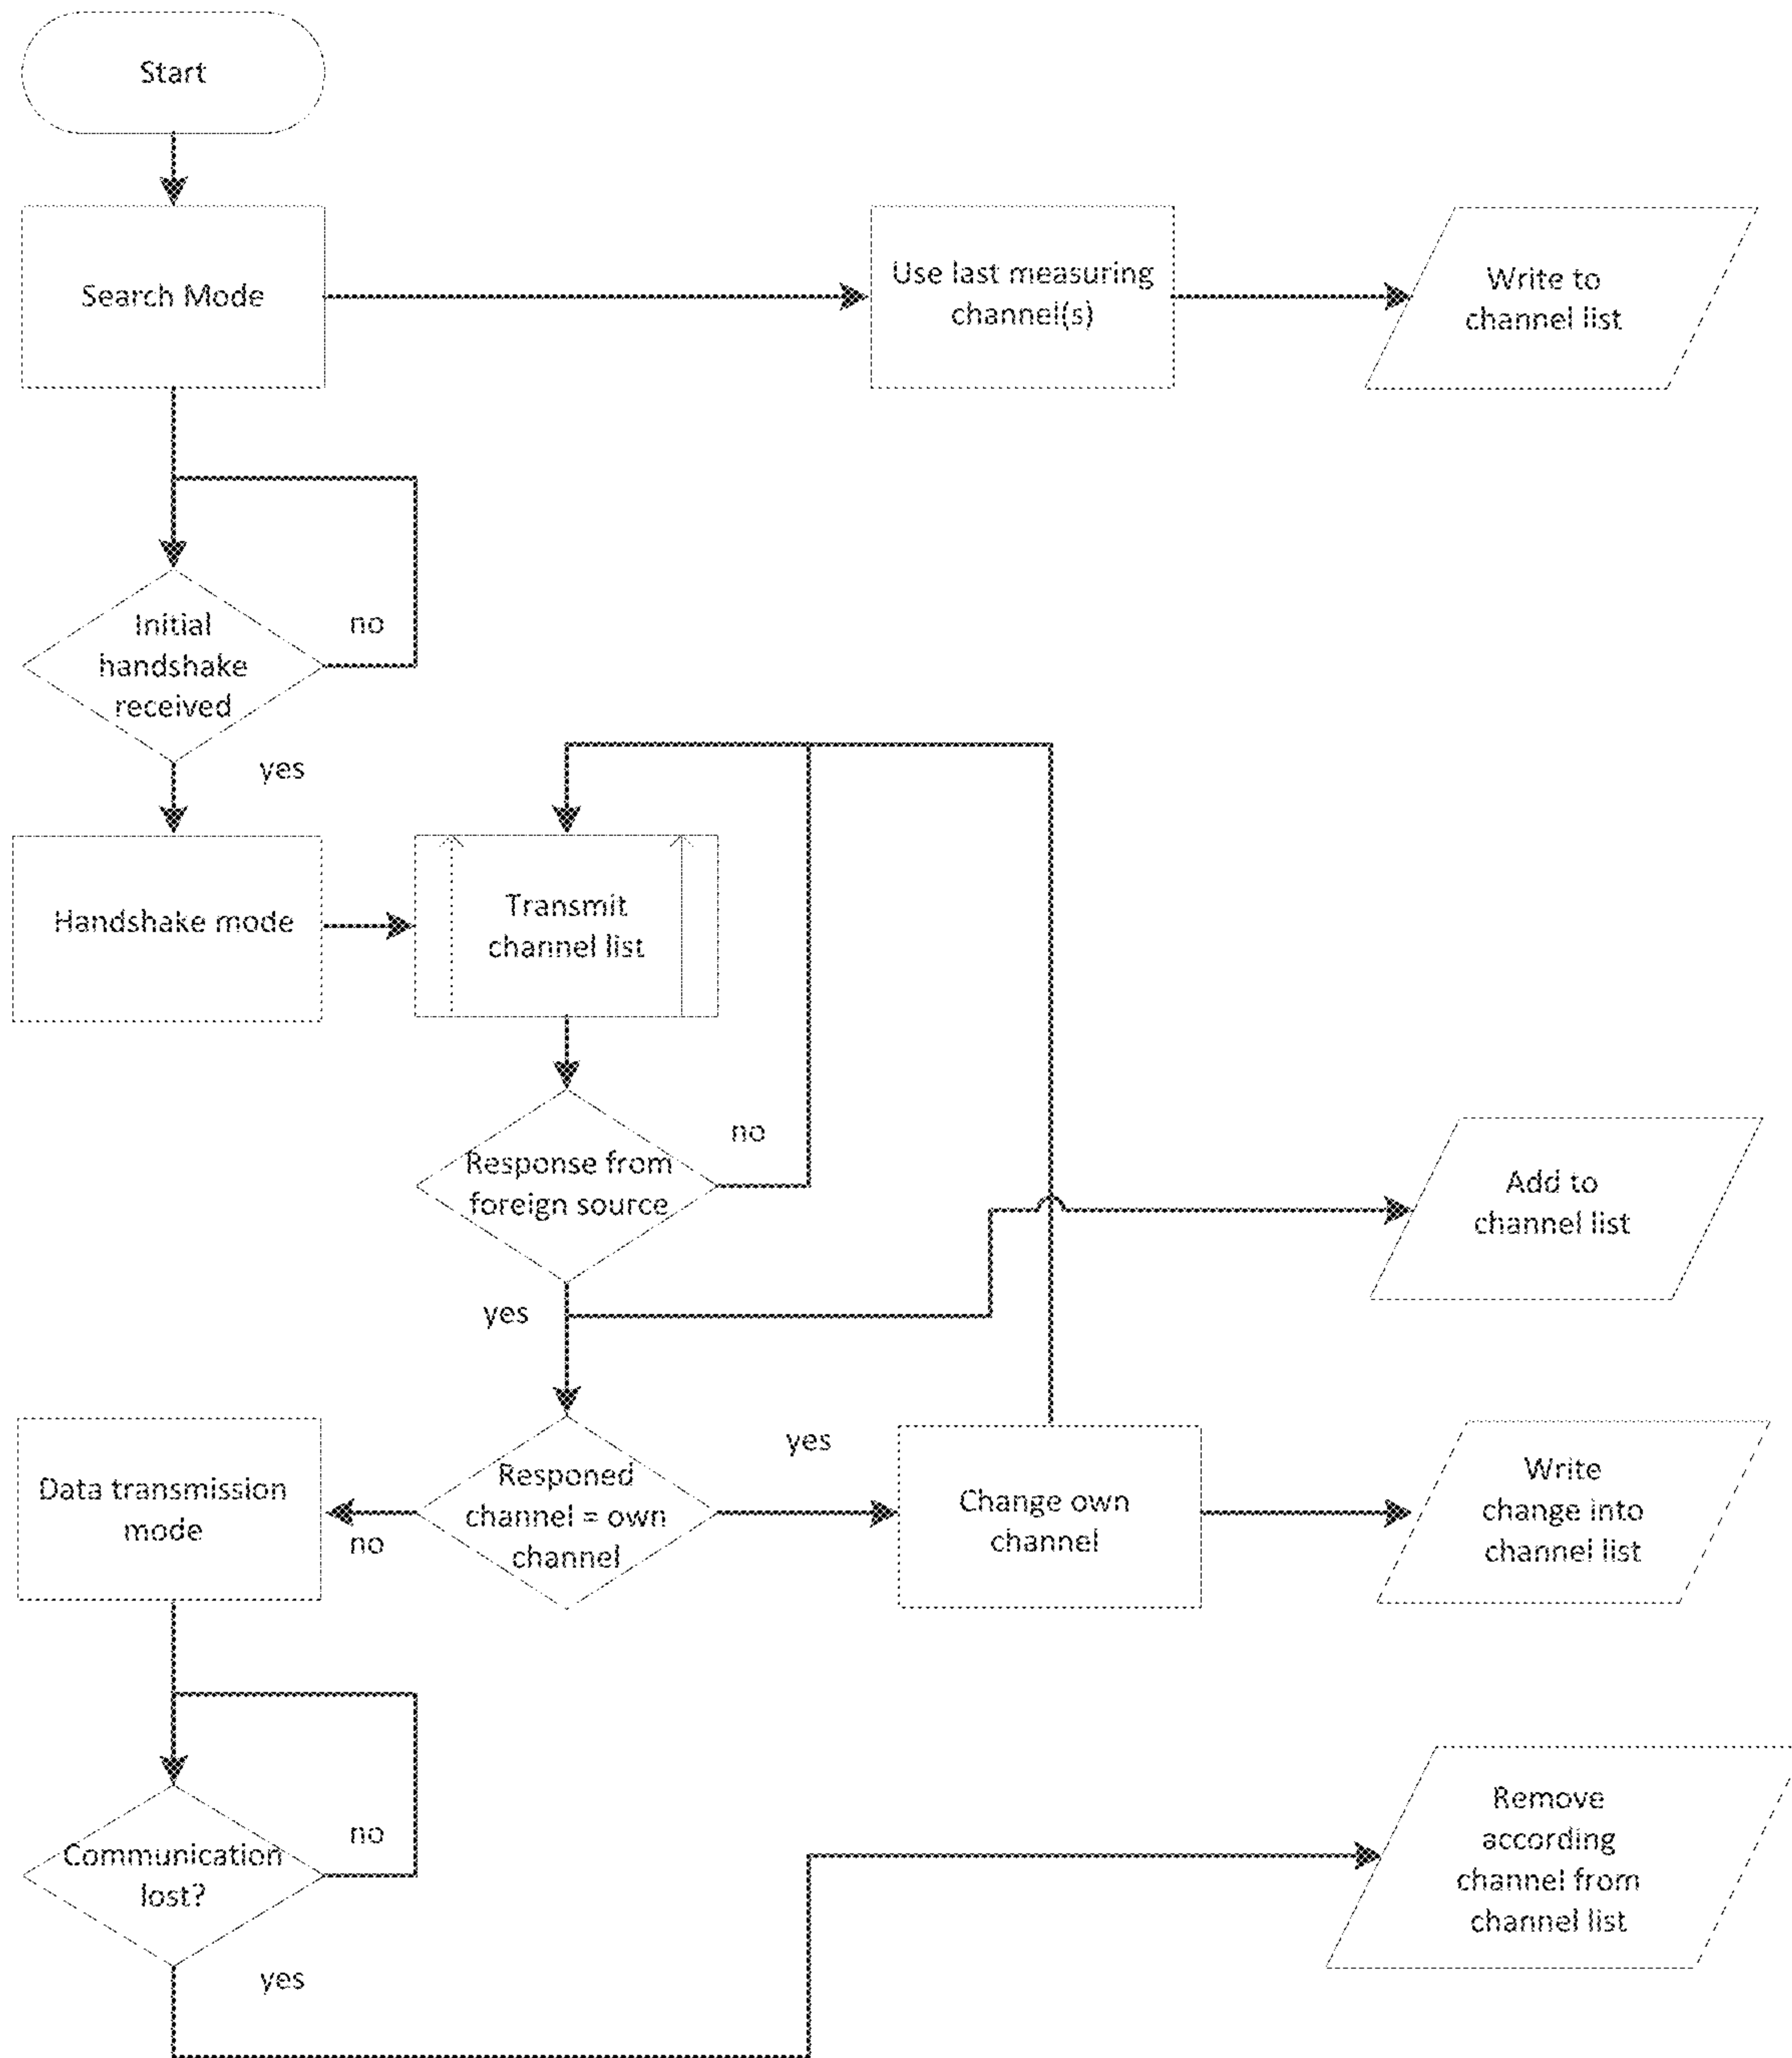 Start
Search Mode
Use last measuring
channel(s)
Write to
channel list
Initial
handshake
received
no
yes
Handshake mode
Transmit
channel list
Response from
foreign source
no
Add to
channel list
yes
Data transmission
mode
no
Responed
channel = own
channel
yes
Change own
channel
Write
change into
channel list
Communication
lost?
no
yes
Remove
according
channel from
channel list